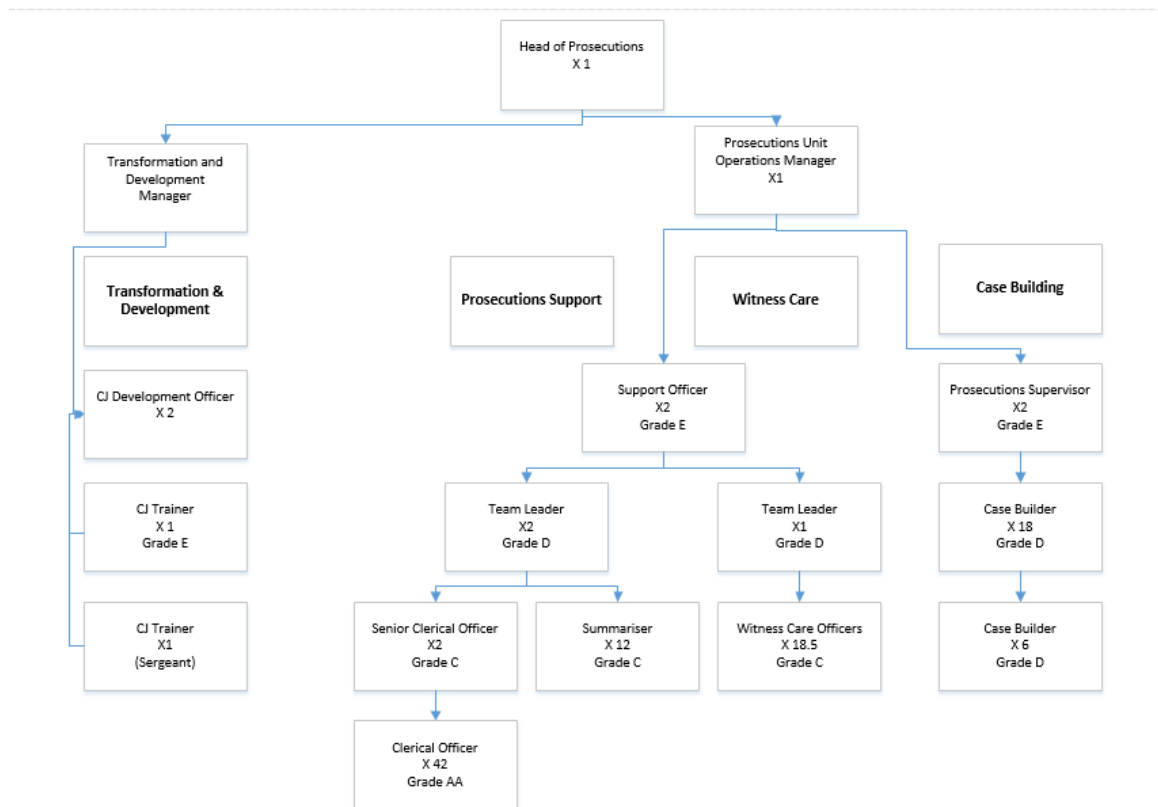 Head of Prosecutions
X 1
Transformation and
Development
Manager
Prosecutions Unit
Operations Manager
X1
Transformation &
Development
Prosecutions Support
Witness Care
Case Building
CJ Development Officer
X 2
Support Officer
X2
Grade E
Prosecutions Supervisor
X2
Grade E
CJ Trainer
X 1
Grade E
Team Leader
X2
Grade D
Team Leader
X1
Grade D
Case Builder
X 18
Grade D
CJ Trainer
X1
(Sergeant)
Senior Clerical Officer
X2
Grade C
Summariser
X 12
Grade C
Witness Care Officers
X 18.5
Grade C
Case Builder
X 6
Grade D
Clerical Officer
X 42
Grade AA